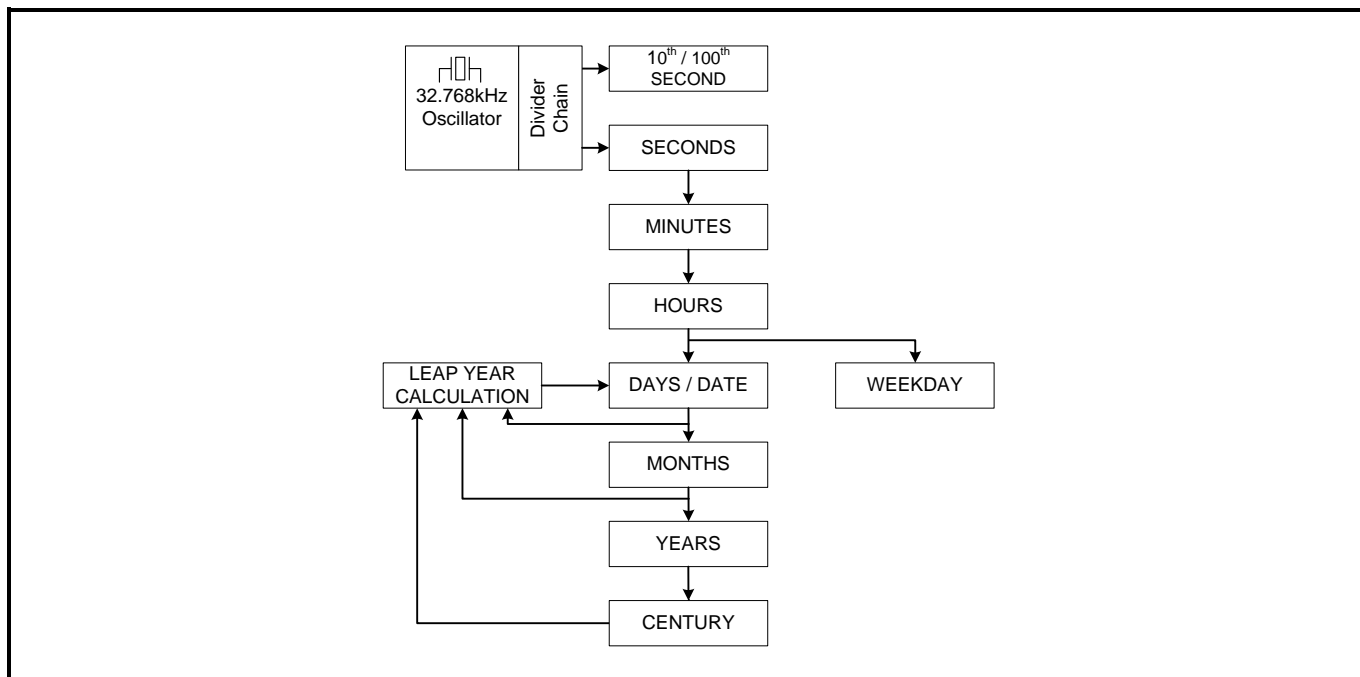 32.768kHz
Oscillator
Divider
Chain
10th / 100th
SECOND
SECONDS
MINUTES
HOURS
LEAP YEAR
CALCULATION
DAYS / DATE
WEEKDAY
MONTHS
YEARS
CENTURY